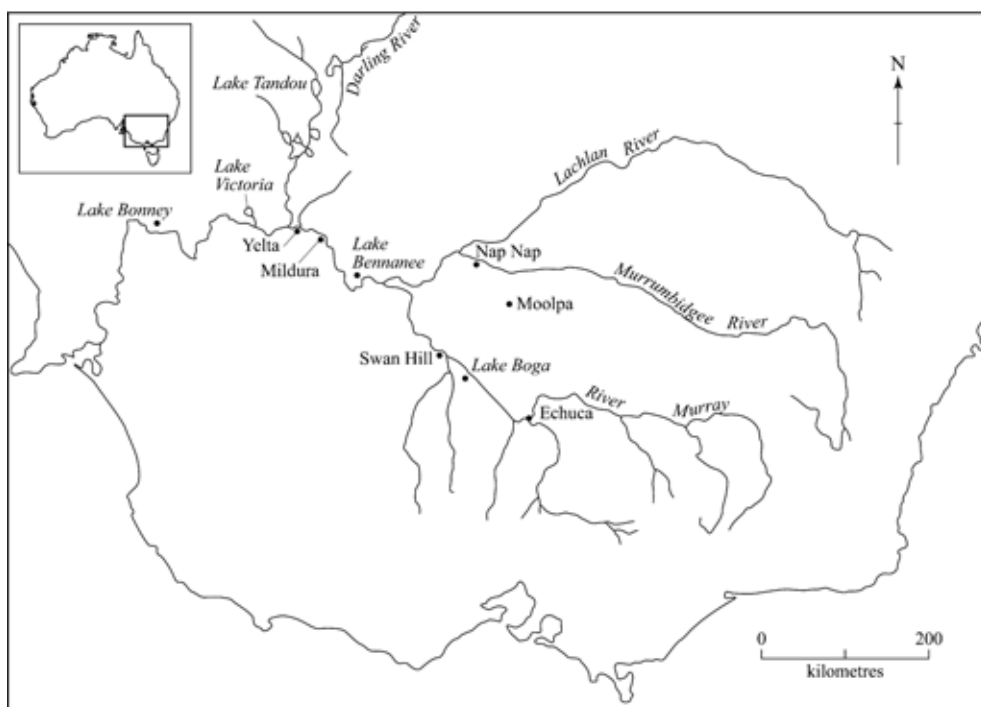 Darling River
Lake Tandou
N
Lachlan River
Lake
Victoria
Lake Bonney
Yelta
Mildura
Lake
Bennanee
Nap Nap
Murrumbidgee River
Moolpa
Swan Hill
Lake Boga
River Murray
Echuca
0 200
kilometres